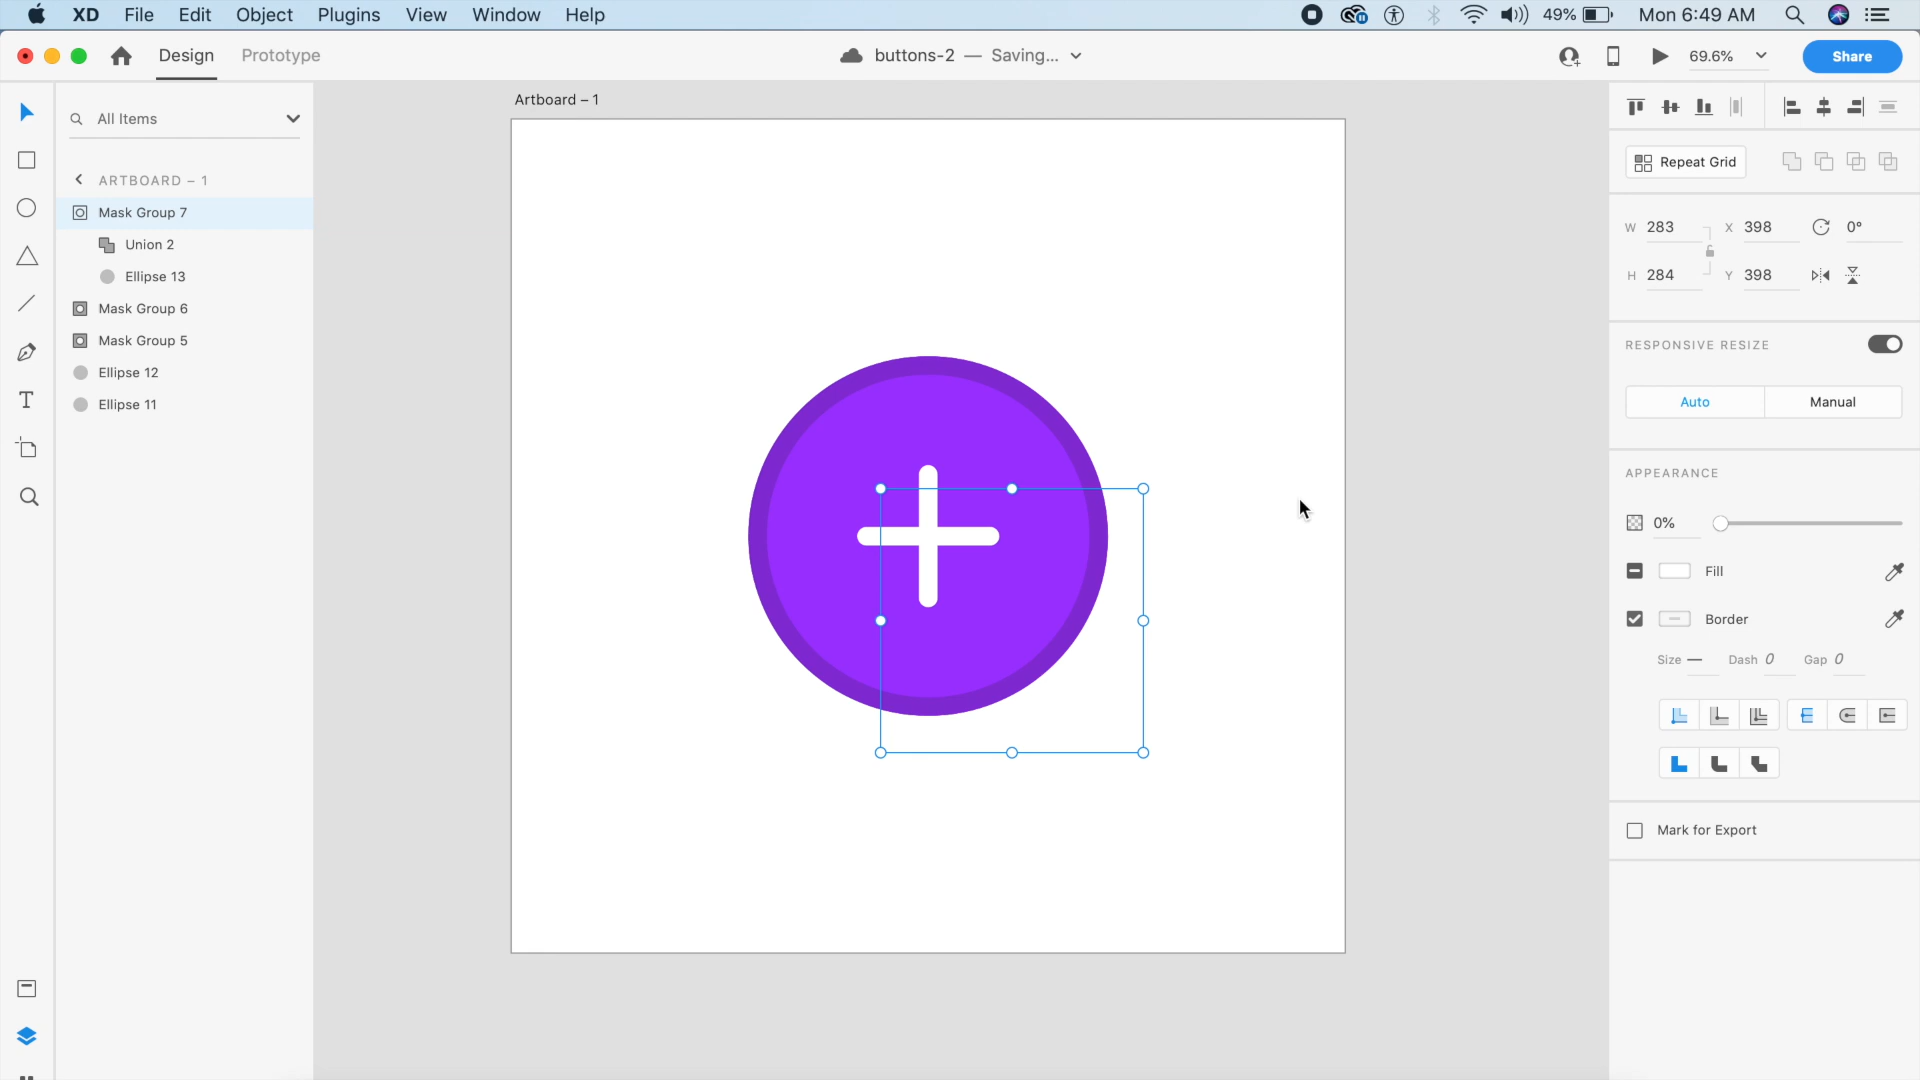 XD File Edit Object Plugins View Window Help 49% Mon 6:49 AM
Design Prototype buttons-2 — Saving... 69.6% Share
Artboard – 1
All Items
ARTBOARD – 1
Mask Group 7
Union 2
Ellipse 13
Mask Group 6
Mask Group 5
Ellipse 12
Ellipse 11
Repeat Grid
W 283 X 398 0°
H 284 Y 398
RESPONSIVE RESIZE
Auto Manual
APPEARANCE
0%
Fill
Border
Size — Dash 0 Gap 0
Mark for Export